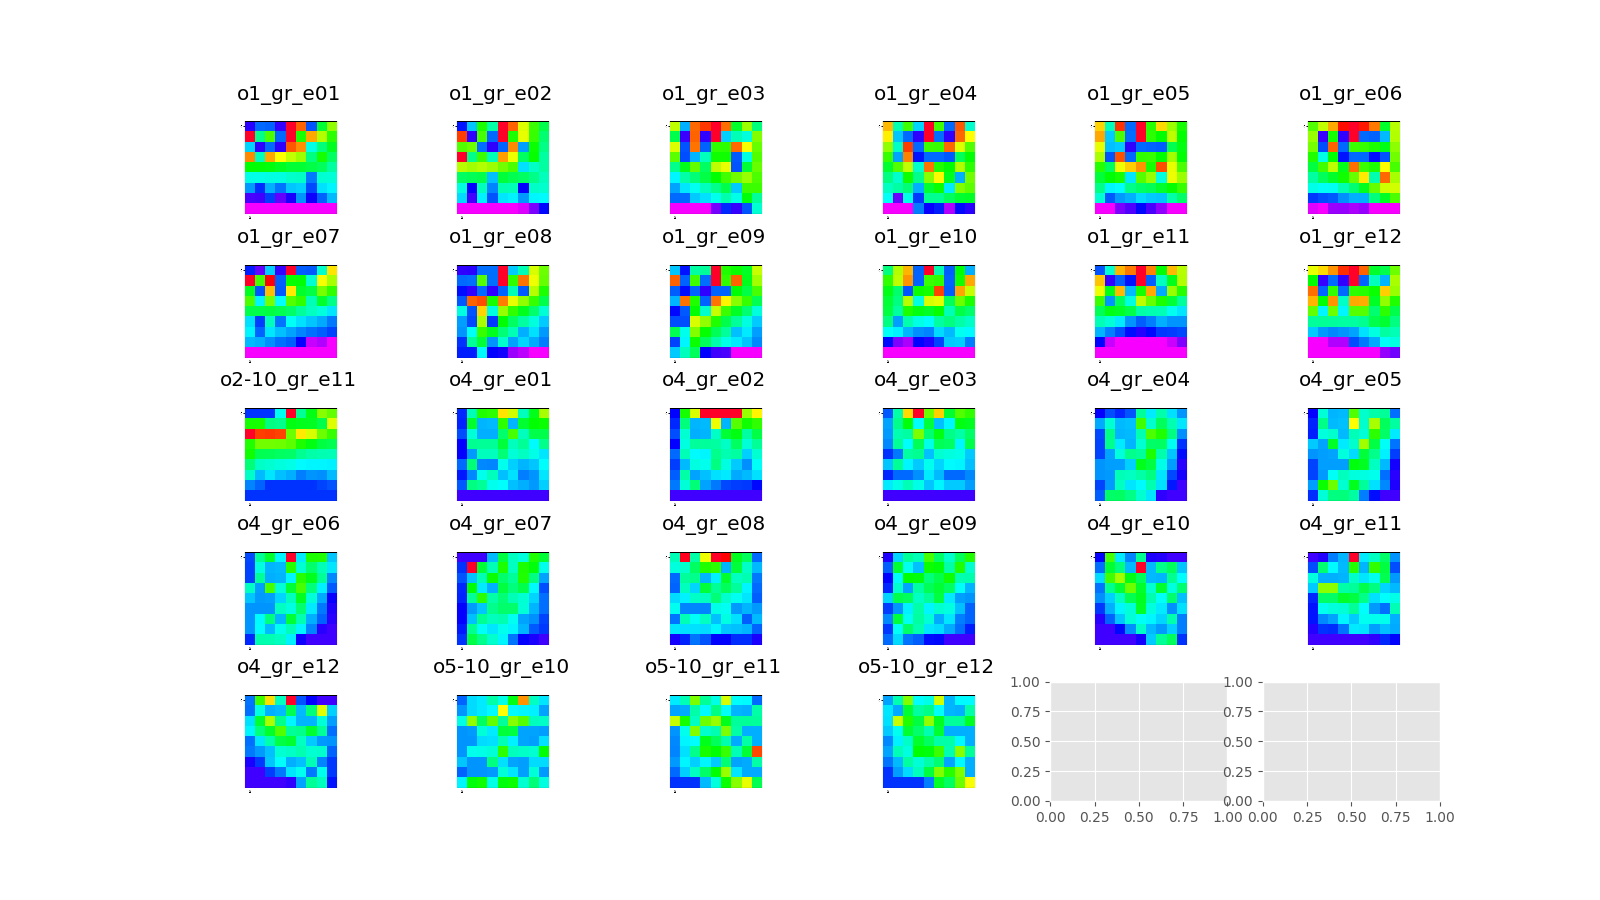 o1_gr_e01 o1_gr_e02 o1_gr_e03 o1_gr_e04 o1_gr_e05 o1_gr_e06
o1_gr_e07 o1_gr_e08 o1_gr_e09 o1_gr_e10 o1_gr_e11 o1_gr_e12
o2-10_gr_e11 o4_gr_e01 o4_gr_e02 o4_gr_e03 o4_gr_e04 o4_gr_e05
o4_gr_e06 o4_gr_e07 o4_gr_e08 o4_gr_e09 o4_gr_e10 o4_gr_e11
o4_gr_e12 o5-10_gr_e10 o5-10_gr_e11 o5-10_gr_e12
1.00 1.00
0.75 0.75
0.50 0.50
0.25 0.25
0.00 0.00
0.00 0.25 0.50 0.75 1.00 0.00 0.25 0.50 0.75 1.00